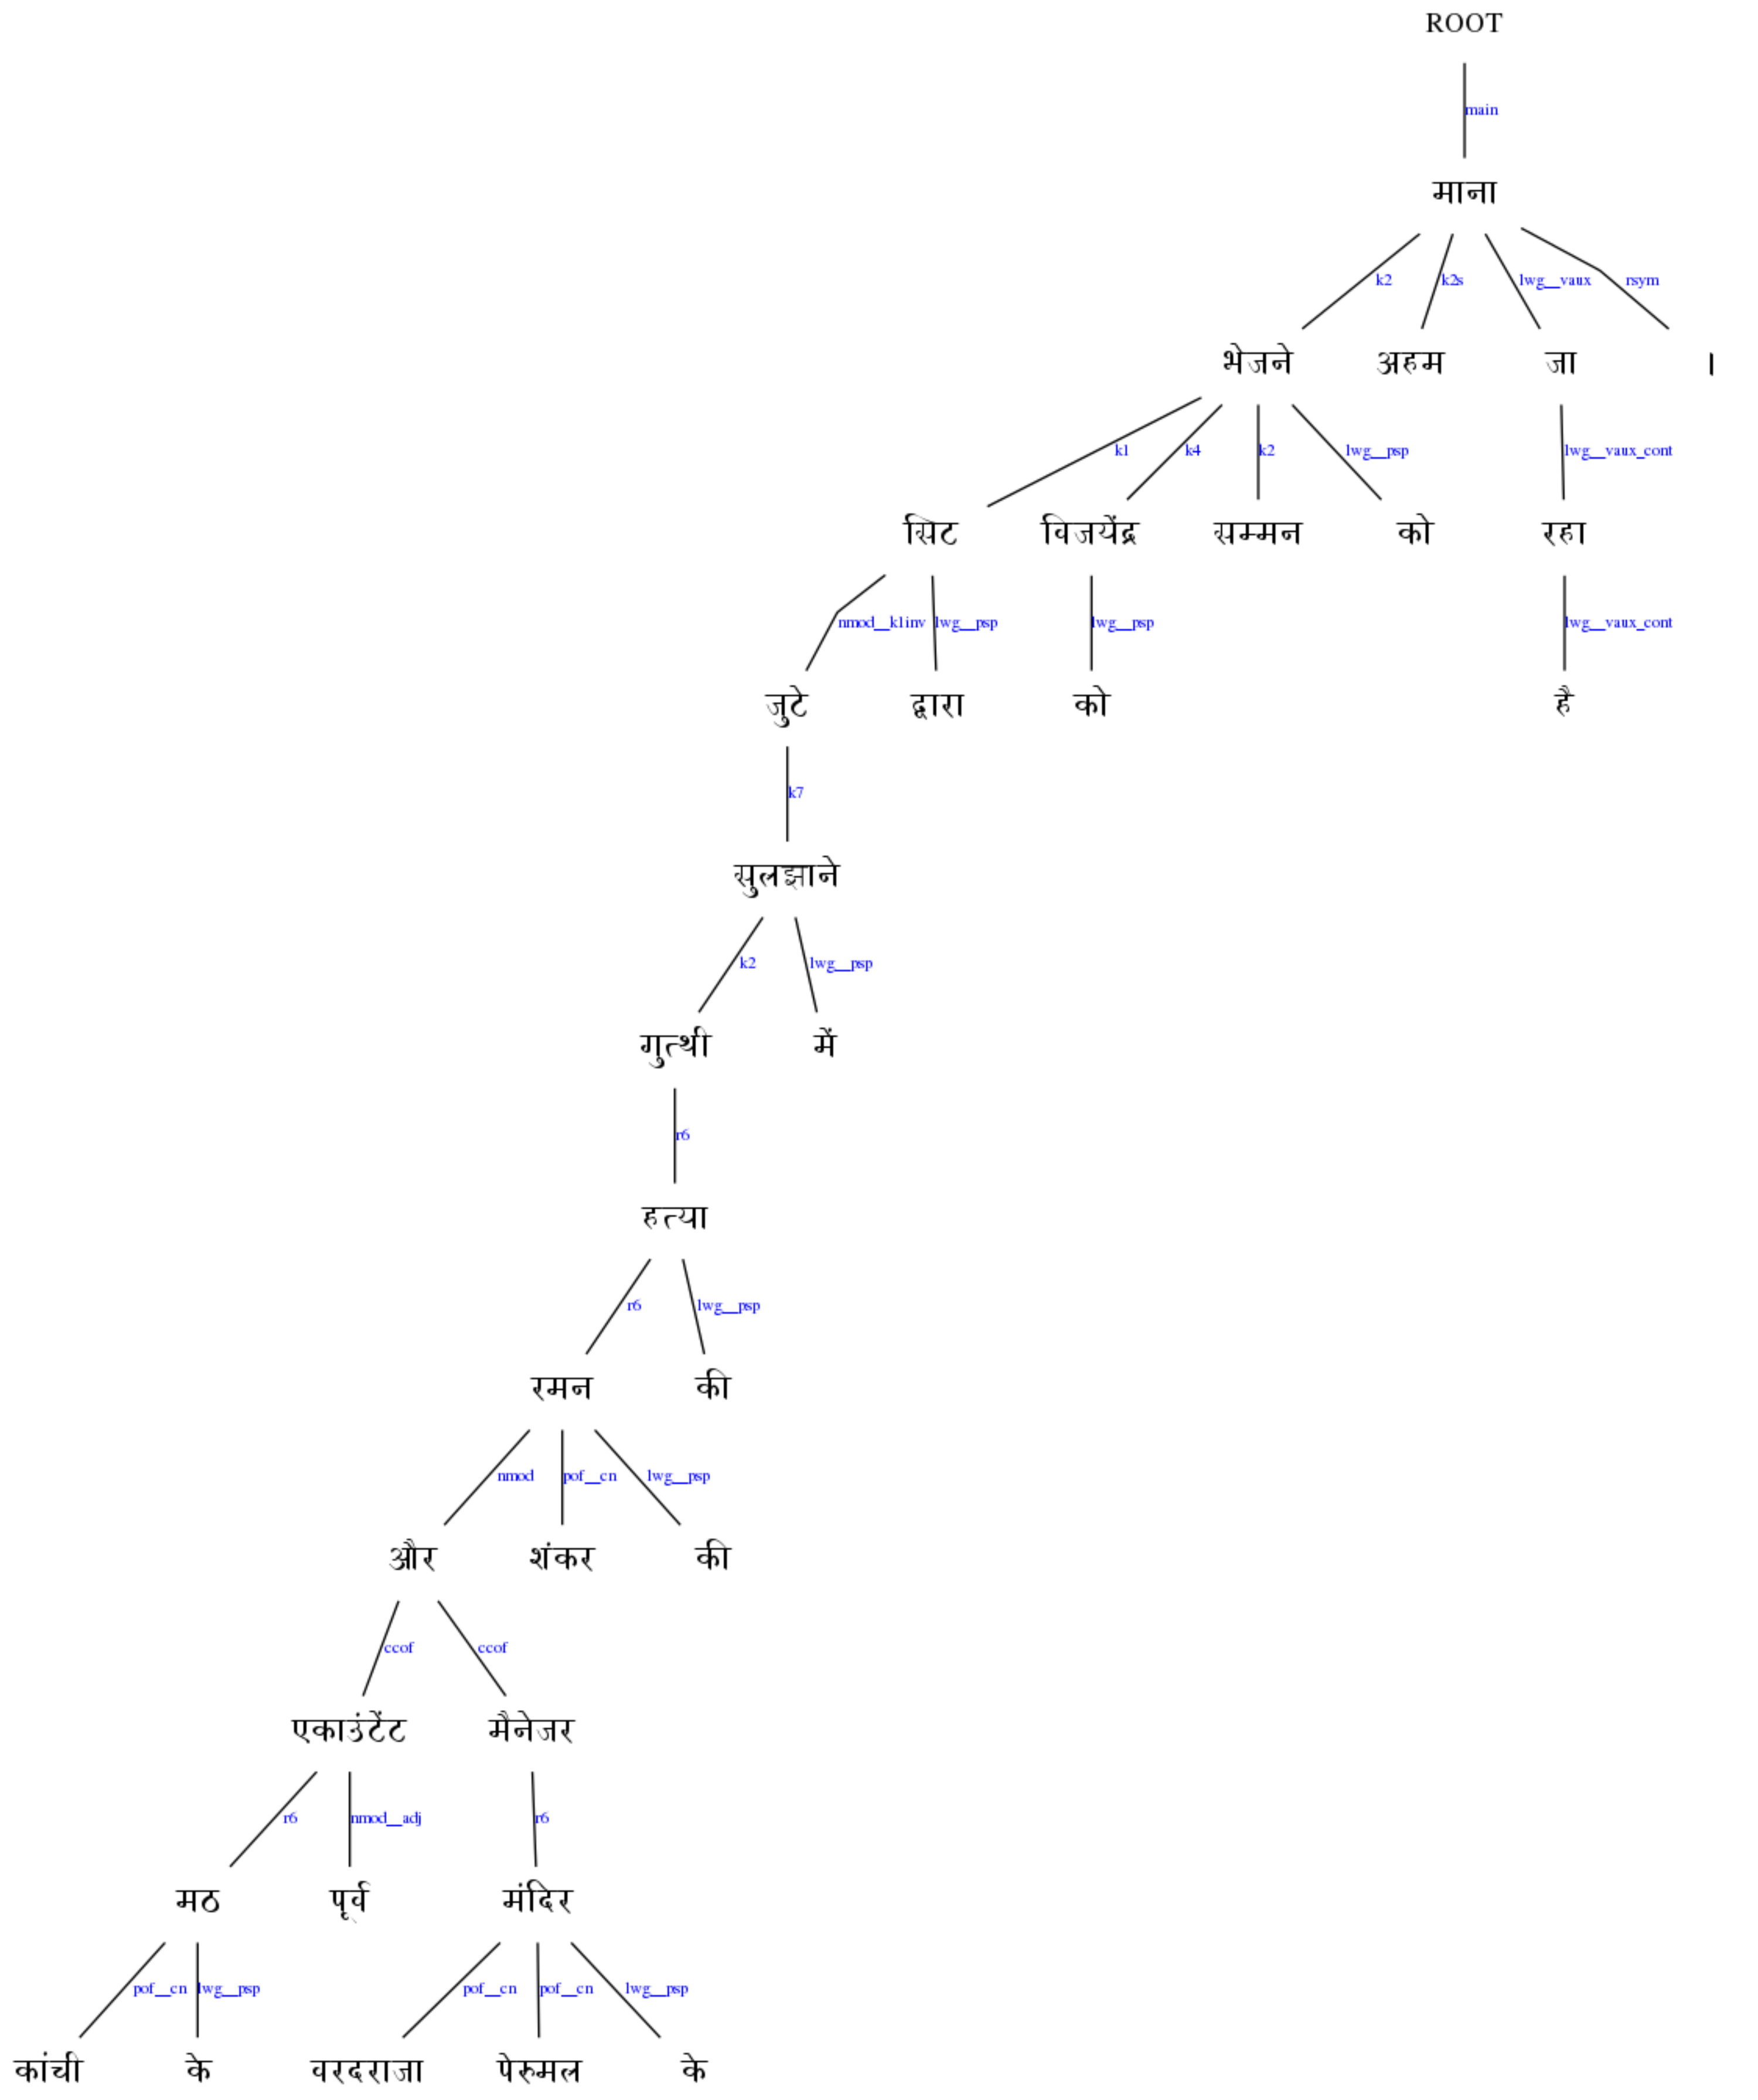 ROOT
main
माना
k2 k2s lwg__vaux rsym
भेजने अहम जा ।
k1 k4 k2 lwg__psp lwg__vaux_cont
सिट विजयेंद्र सम्मन को रहा
nmod__k1inv lwg__psp lwg__psp lwg__vaux_cont
जुटे द्वारा को है
k7
सुलझाने
k2 lwg__psp
गुत्थी में
r6
हत्या
r6 lwg__psp
रमन की
nmod pof__cn lwg__psp
और शंकर की
ccof ccof
एकाउंटेंट मैनेजर
r6 nmod__adj r6
मठ पूर्व मंदिर
pof__cn lwg__psp pof__cn pof__cn lwg__psp
कांची के वरदराजा पेरुमल के